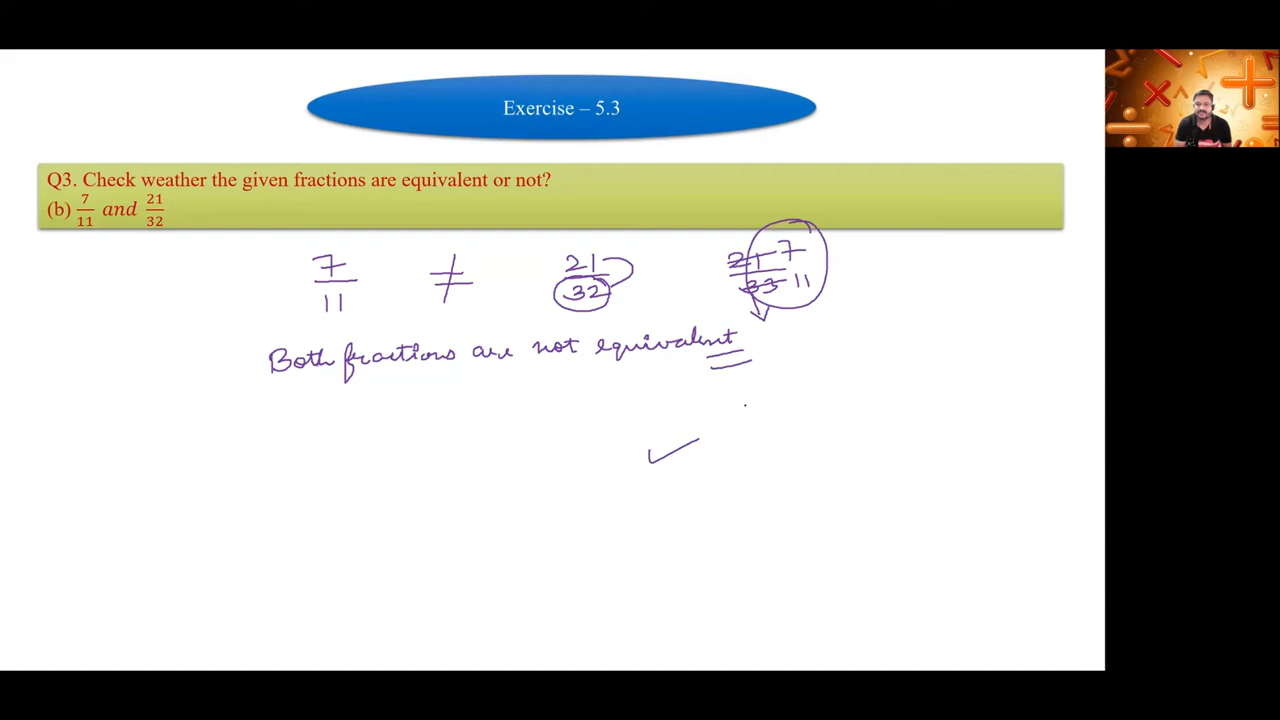 Exercise – 5.3
Q3. Check weather the given fractions are equivalent or not?
(b) 7/11 and 21/32
7/11 ≠ 21/32 21/33 7/11
Both fractions are not equivalent